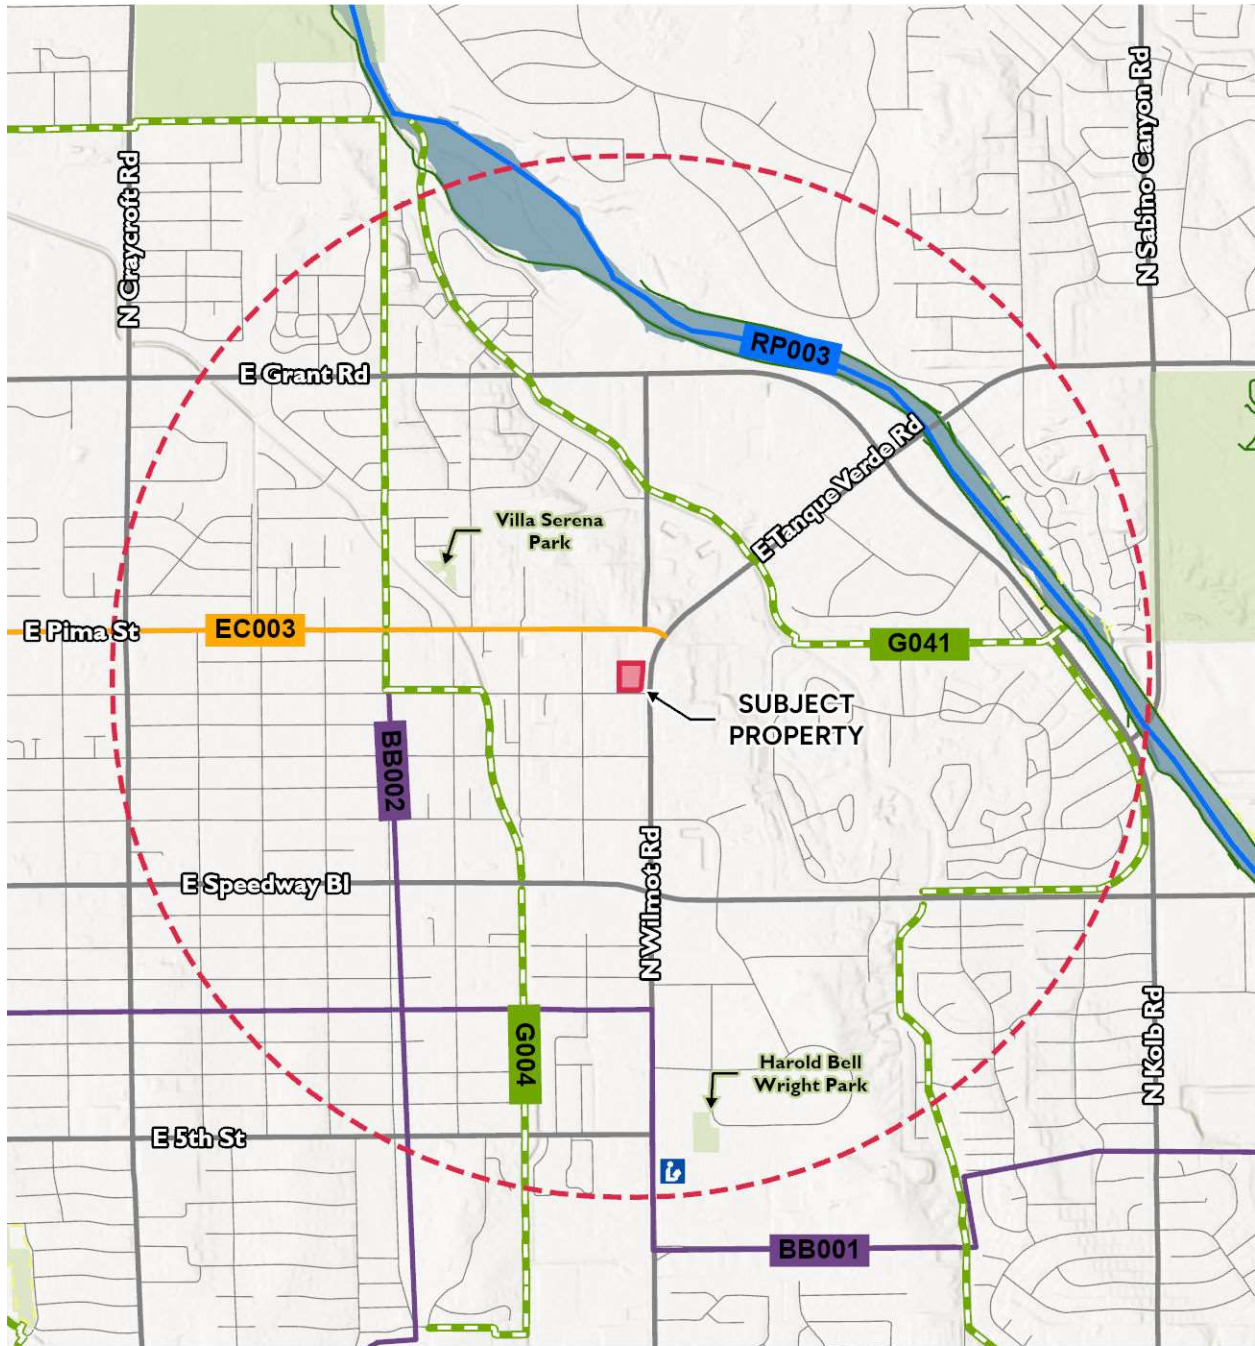 N Sabino Canyon Rd
N Craycroft Rd
RP003
E Grant Rd
E Tanque Verde Rd
Villa Serena
Park
E Pima St
EC003
G041
SUBJECT
PROPERTY
BB002
N Wilmot Rd
E Speedway Bl
N Kolb Rd
G004
Harold Bell
Wright Park
E 5th St
BB001